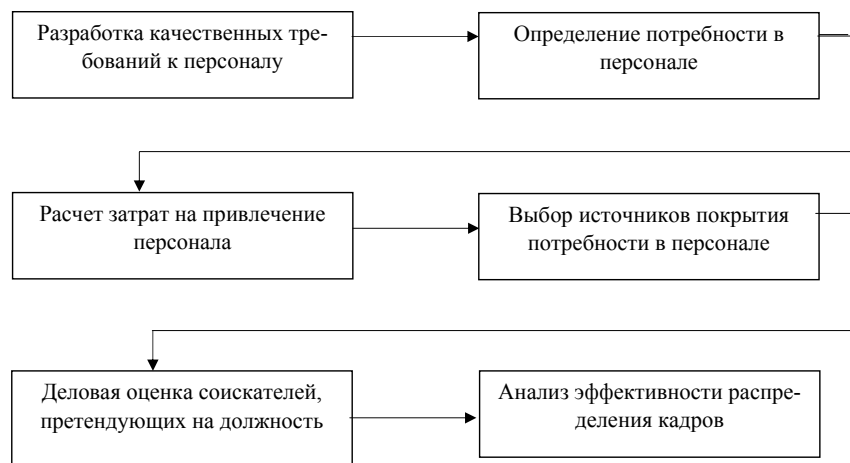 Разработка качественных тре-
бований к персоналу
Определение потребности в
персонале
Расчет затрат на привлечение
персонала
Выбор источников покрытия
потребности в персонале
Деловая оценка соискателей,
претендующих на должность
Анализ эффективности распре-
деления кадров